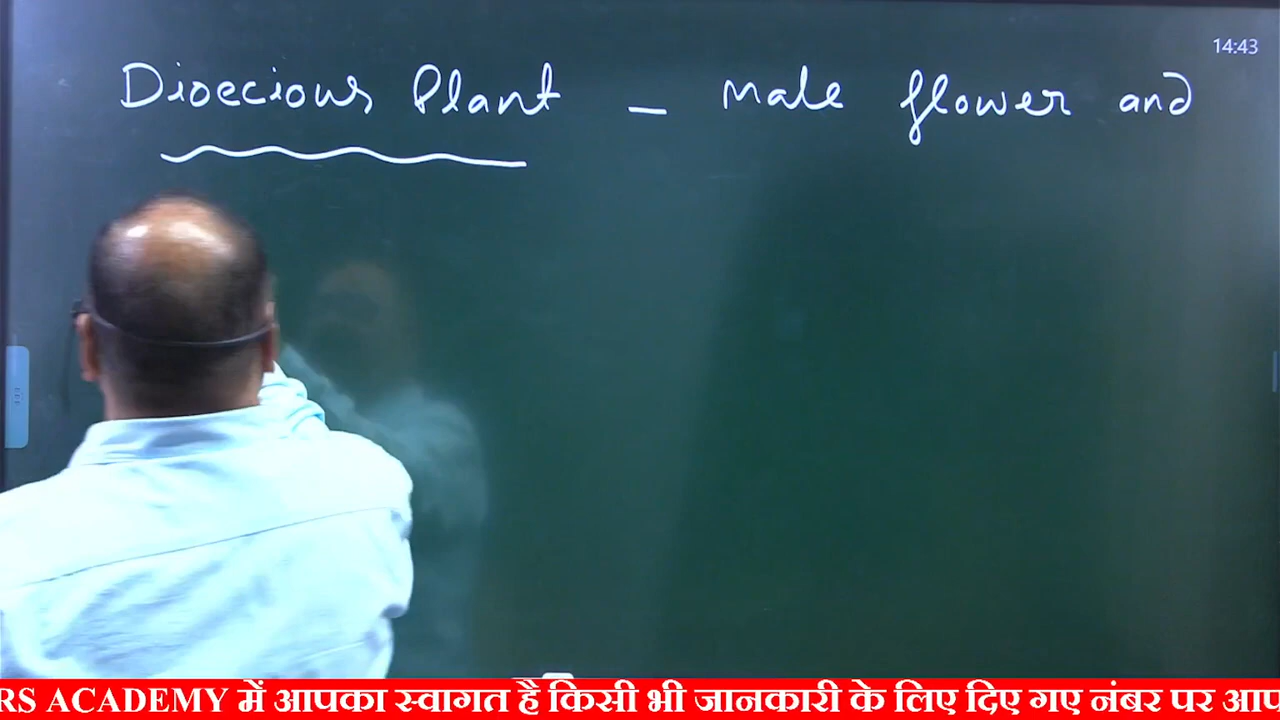 14:43
Dioecious Plant – Male flower and
RS ACADEMY में आपका स्वागत है किसी भी जानकारी के लिए दिए गए नंबर पर आप